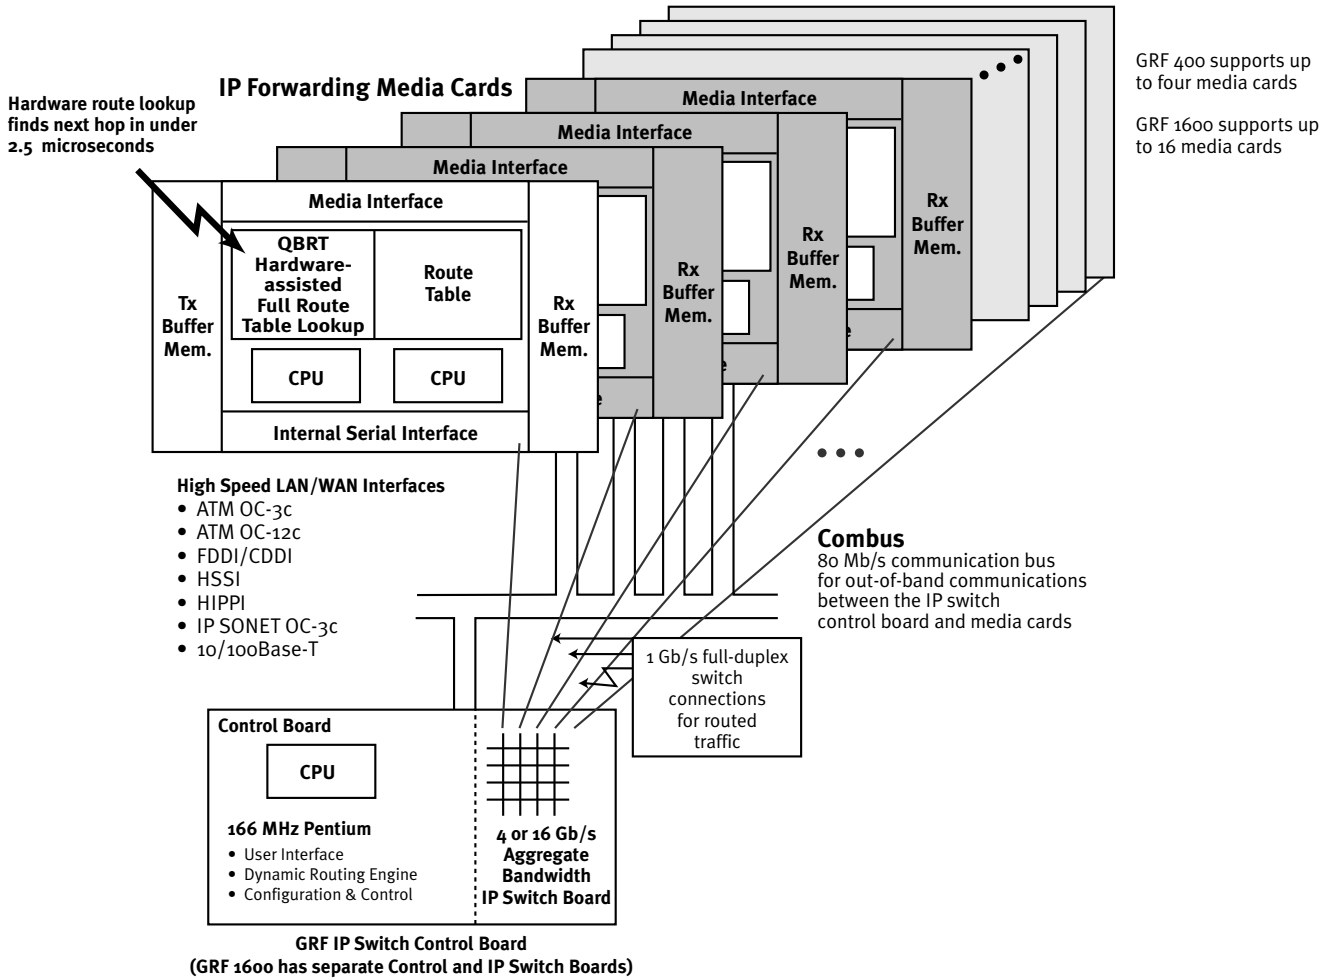 GRF 400 supports up
to four media cards
GRF 1600 supports up
to 16 media cards
IP Forwarding Media Cards
Hardware route lookup
finds next hop in under
2.5 microseconds
Media Interface
Rx
Buffer
Mem.
e
Media Interface
Rx
Buffer
Mem.
e
Media Interface
Rx
Buffer
Mem.
e
Media Interface
Tx
Buffer
Mem.
QBRT
Hardware-
assisted
Full Route
Table Lookup
Route
Table
Rx
Buffer
Mem.
CPU
CPU
Internal Serial Interface
High Speed LAN/WAN Interfaces
• ATM OC-3c
• ATM OC-12c
• FDDI/CDDI
• HSSI
• HIPPI
• IP SONET OC-3c
• 10/100Base-T
Combus
80 Mb/s communication bus
for out-of-band communications
between the IP switch
control board and media cards
1 Gb/s full-duplex
switch
connections
for routed
traffic
Control Board
CPU
166 MHz Pentium
• User Interface
• Dynamic Routing Engine
• Configuration & Control
4 or 16 Gb/s
Aggregate
Bandwidth
IP Switch Board
GRF IP Switch Control Board
(GRF 1600 has separate Control and IP Switch Boards)